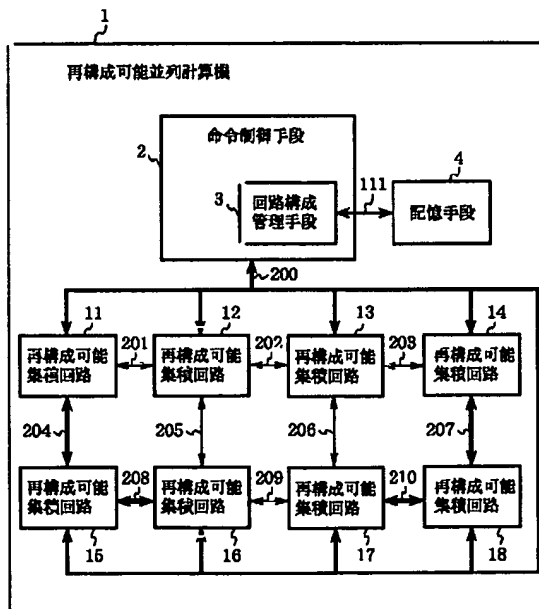 1
再構成可能並列計算機
命令制御手段
2
3
回路構成
管理手段
111
4
記憶手段
200
11
12
13
14
再構成可能
集積回路
201
再構成可能
集積回路
202
再構成可能
集積回路
203
再構成可能
集積回路
204
205
206
207
再構成可能
集積回路
208
再構成可能
集積回路
209
再構成可能
集積回路
210
再構成可能
集積回路
15
16
17
18